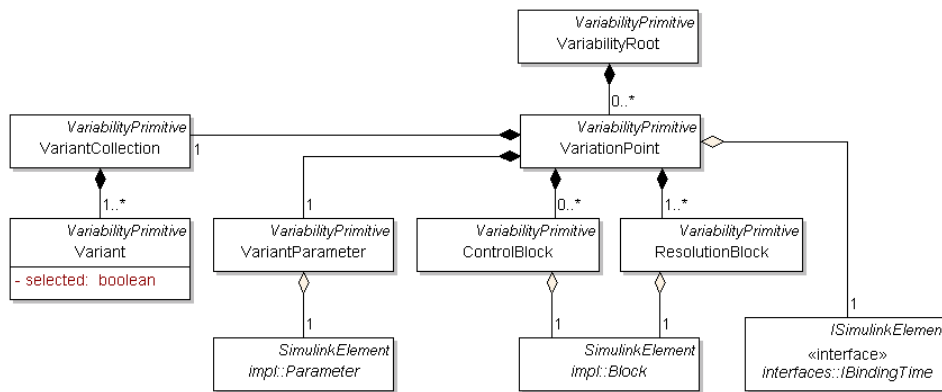 VariabilityPrimitive
VariabilityRoot
0..*
VariabilityPrimitive
VariantCollection
1
VariabilityPrimitive
VariationPoint
1..*
1
0..*
1..*
VariabilityPrimitive
Variant
- selected: boolean
VariabilityPrimitive
VariantParameter
VariabilityPrimitive
ControlBlock
VariabilityPrimitive
ResolutionBlock
1
1
1
1
SimulinkElement
impl::Parameter
SimulinkElement
impl::Block
ISimulinkElement
«interface»
interfaces::IBindingTime